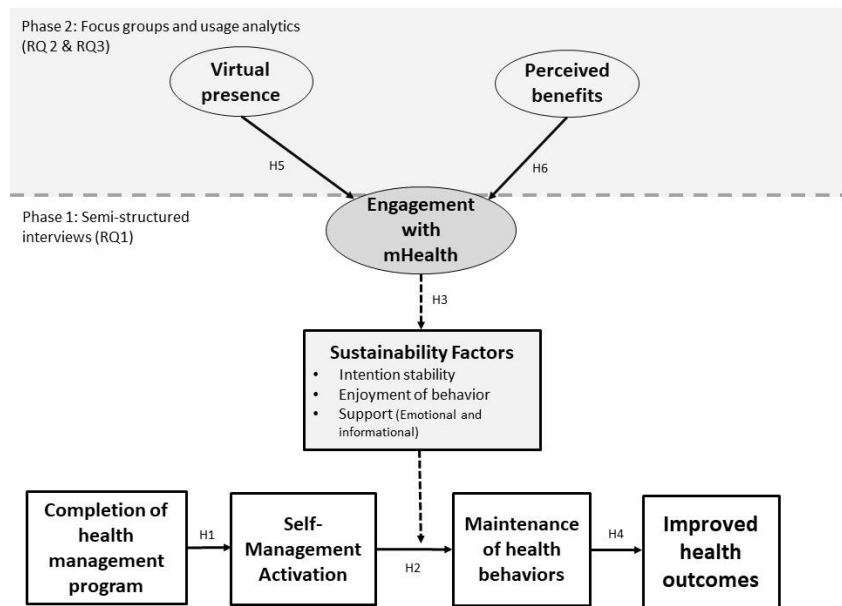 Phase 2: Focus groups and usage analytics
(RQ 2 & RQ3)
Virtual
presence
Perceived
benefits
H5
H6
Phase 1: Semi-structured
interviews (RQ1)
Engagement
with
mHealth
H3
Sustainability Factors
• Intention stability
• Enjoyment of behavior
• Support (Emotional and
informational)
Completion of
health
management
program
H1
Self-
Management
Activation
H2
Maintenance
of health
behaviors
H4
Improved
health
outcomes